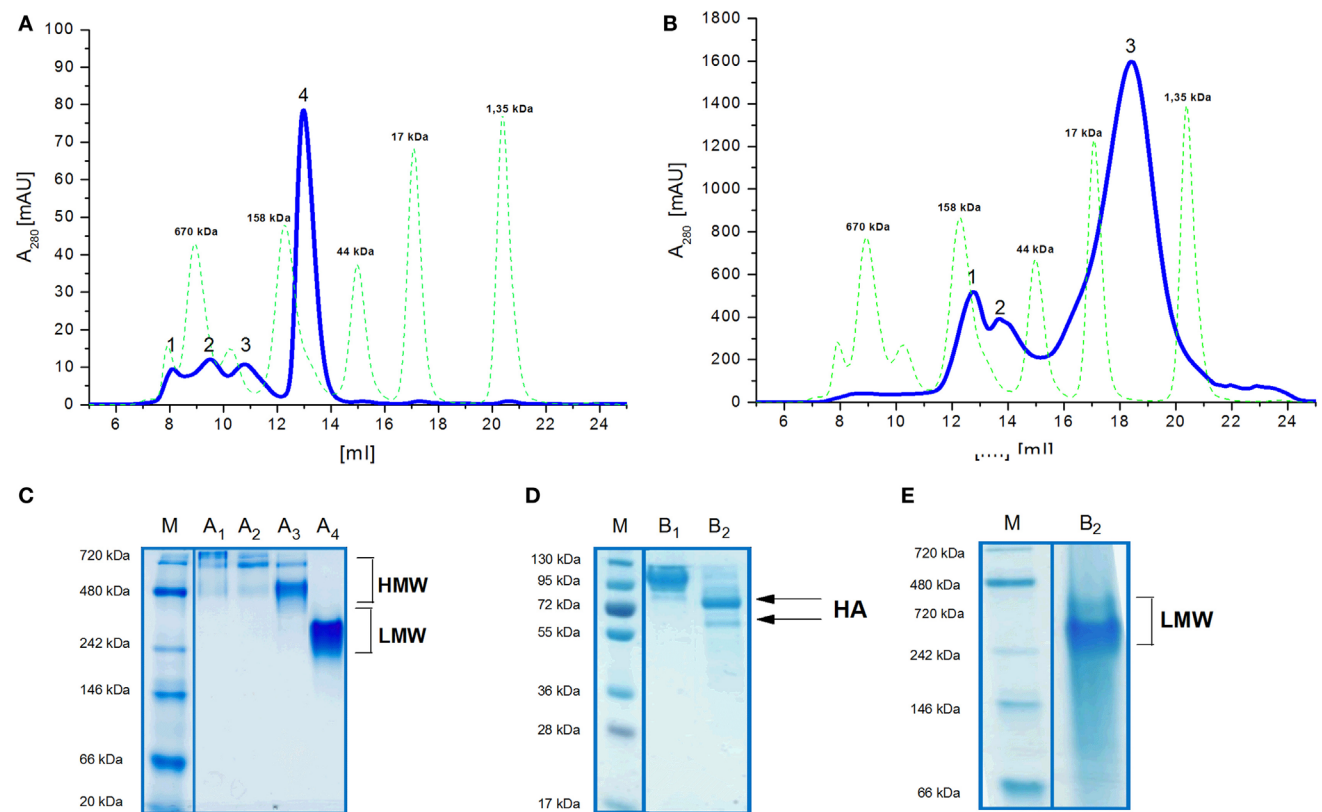 A
100
90
80
70
60
50
40
30
20
10
0
A280 [mAU]
4
1,35 kDa
17 kDa
670 kDa
158 kDa
44 kDa
1 2 3
6 8 10 12 14 16 18 20 22 24
[ml]
B
1800
1600
1400
1200
1000
800
600
400
200
0
A280 [mAU]
3
1,35 kDa
17 kDa
158 kDa
670 kDa
44 kDa
1
2
6 8 10 12 14 16 18 20 22 24
[ml]
C
M A1 A2 A3 A4
720 kDa
480 kDa
242 kDa
146 kDa
66 kDa
20 kDa
HMW
LMW
D
M B1 B2
130 kDa
95 kDa
72 kDa
55 kDa
36 kDa
28 kDa
17 kDa
HA
E
M B2
720 kDa
480 kDa
720 kDa
242 kDa
146 kDa
66 kDa
LMW